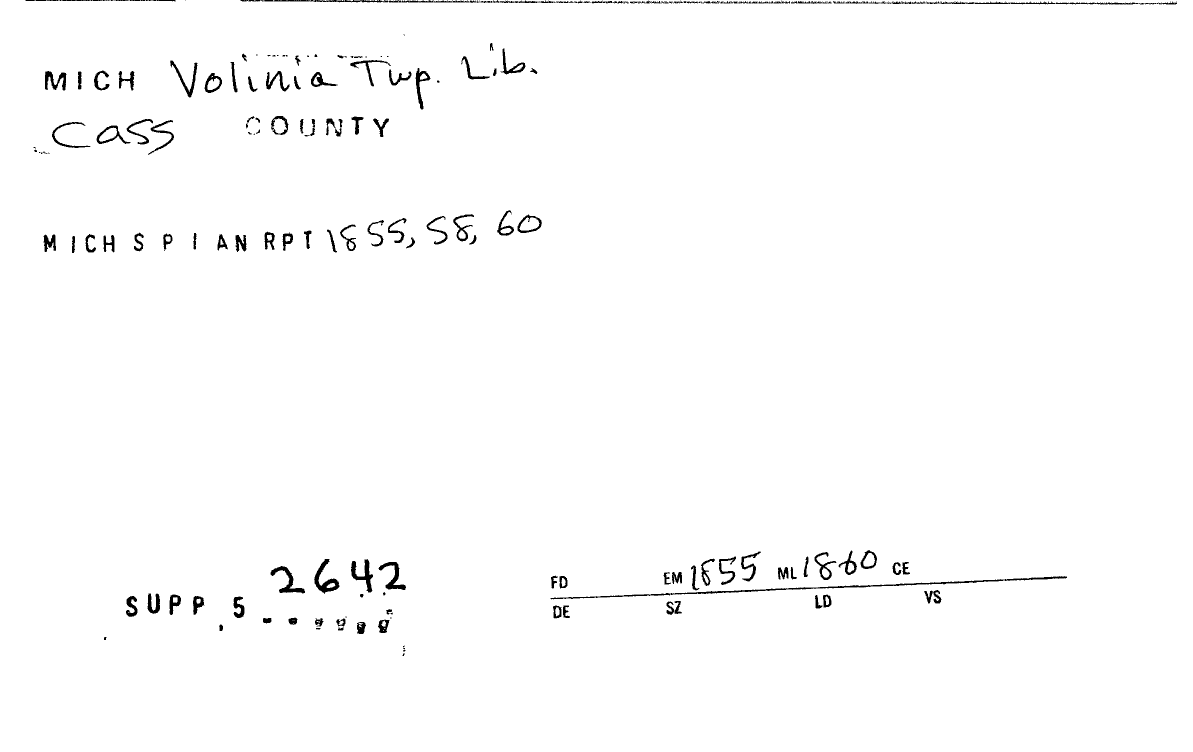 MICH Volinia Twp. Lib.
Cass COUNTY
MICH S P I AN RPT 1855, 58, 60
2642
SUPP 5
FD EM 1855 ML 1860 CE
DE SZ LD VS